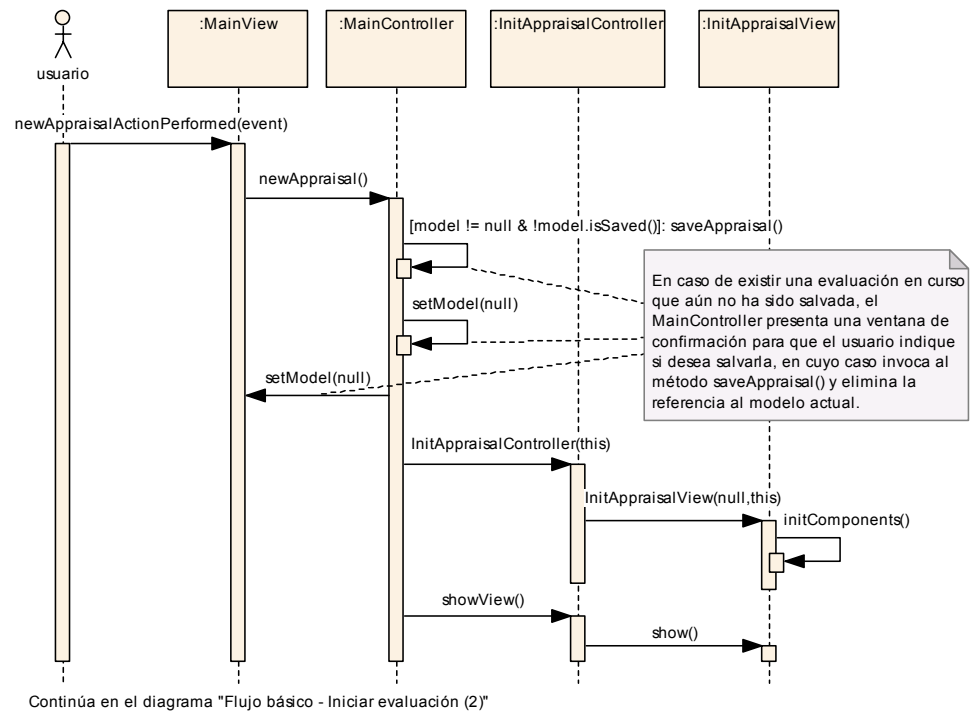 :MainView
:MainController
:InitAppraisalController
:InitAppraisalView
usuario
newAppraisalActionPerformed(event)
newAppraisal()
[model != null & !model.isSaved()]: saveAppraisal()
En caso de existir una evaluación en curso
que aún no ha sido salvada, el
MainController presenta una ventana de
confirmación para que el usuario indique
si desea salvarla, en cuyo caso invoca al
método saveAppraisal() y elimina la
referencia al modelo actual.
setModel(null)
setModel(null)
InitAppraisalController(this)
InitAppraisalView(null,this)
initComponents()
showView()
show()
Continúa en el diagrama "Flujo básico - Iniciar evaluación (2)"